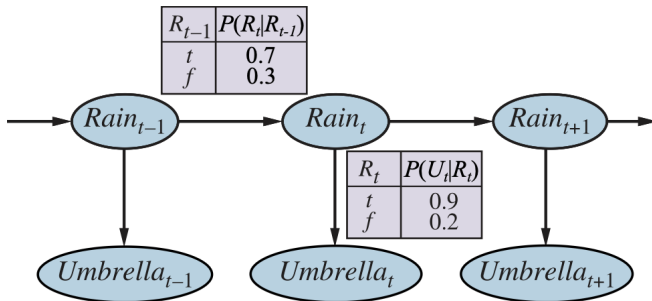 R_{t-1} P(R_t|R_{t-1})
t 0.7
f 0.3
Rain_{t-1} Rain_t Rain_{t+1}
R_t P(U_t|R_t)
t 0.9
f 0.2
Umbrella_{t-1} Umbrella_t Umbrella_{t+1}